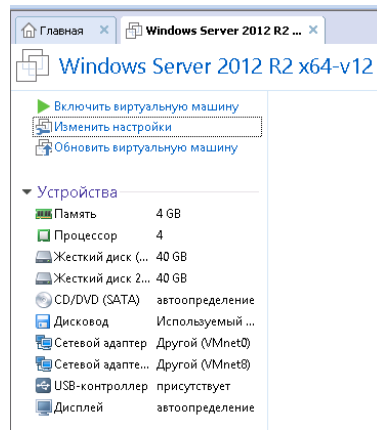 Главная × Windows Server 2012 R2 ... ×
Windows Server 2012 R2 x64-v12
Включить виртуальную машину
Изменить настройки
Обновить виртуальную машину
Устройства
Память 4 GB
Процессор 4
Жесткий диск (... 40 GB
Жесткий диск 2... 40 GB
CD/DVD (SATA) автоопределение
Дисковод Используемый ...
Сетевой адаптер Другой (VMnet0)
Сетевой адапте... Другой (VMnet8)
USB-контроллер присутствует
Дисплей автоопределение